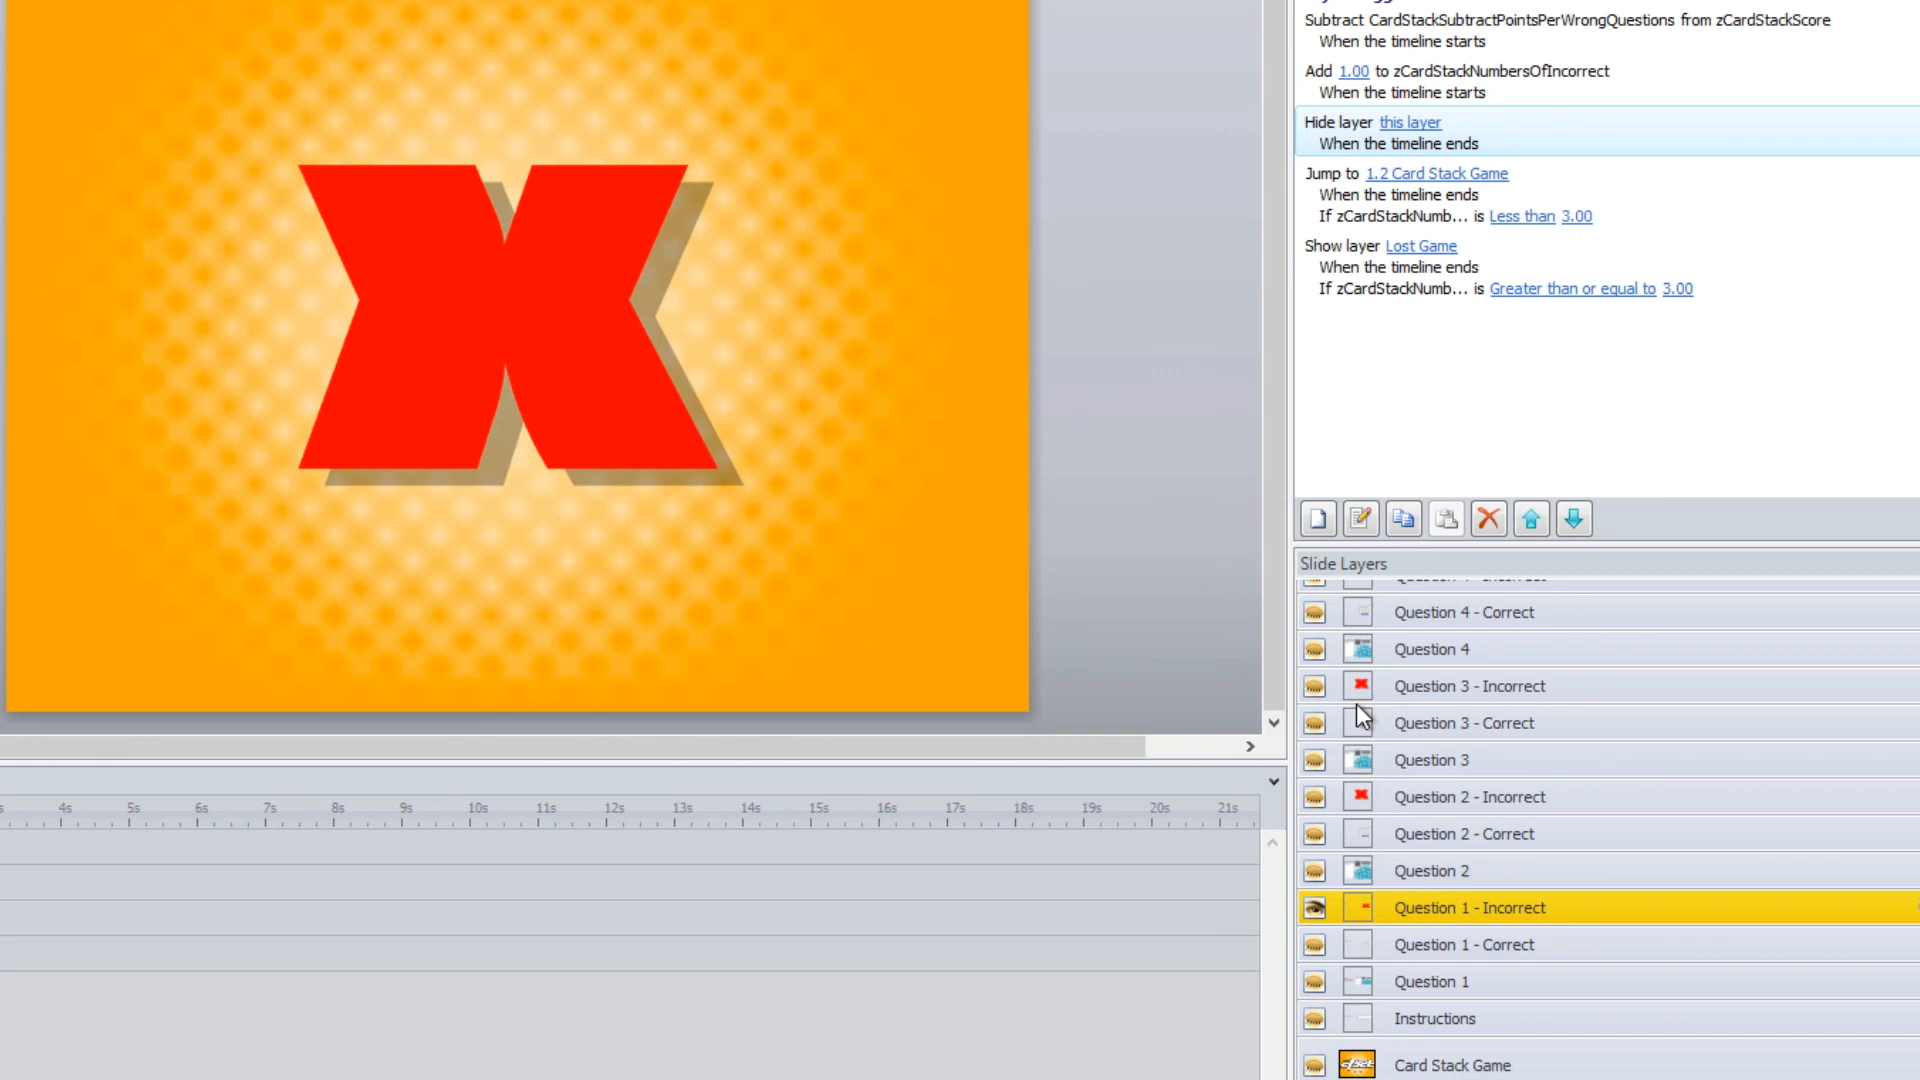 Subtract CardStackSubtractPointsPerWrongQuestions from zCardStackScore
When the timeline starts
Add 1.00 to zCardStackNumbersOfIncorrect
When the timeline starts
Hide layer this layer
When the timeline ends
Jump to 1.2 Card Stack Game
When the timeline ends
If zCardStackNumb... is Less than 3.00
Show layer Lost Game
When the timeline ends
If zCardStackNumb... is Greater than or equal to 3.00
Slide Layers
Question 4 - Correct
Question 4
Question 3 - Incorrect
Question 3 - Correct
Question 3
Question 2 - Incorrect
Question 2 - Correct
Question 2
Question 1 - Incorrect
Question 1 - Correct
Question 1
Instructions
Card Stack Game
4s 5s 6s 7s 8s 9s 10s 11s 12s 13s 14s 15s 16s 17s 18s 19s 20s 21s